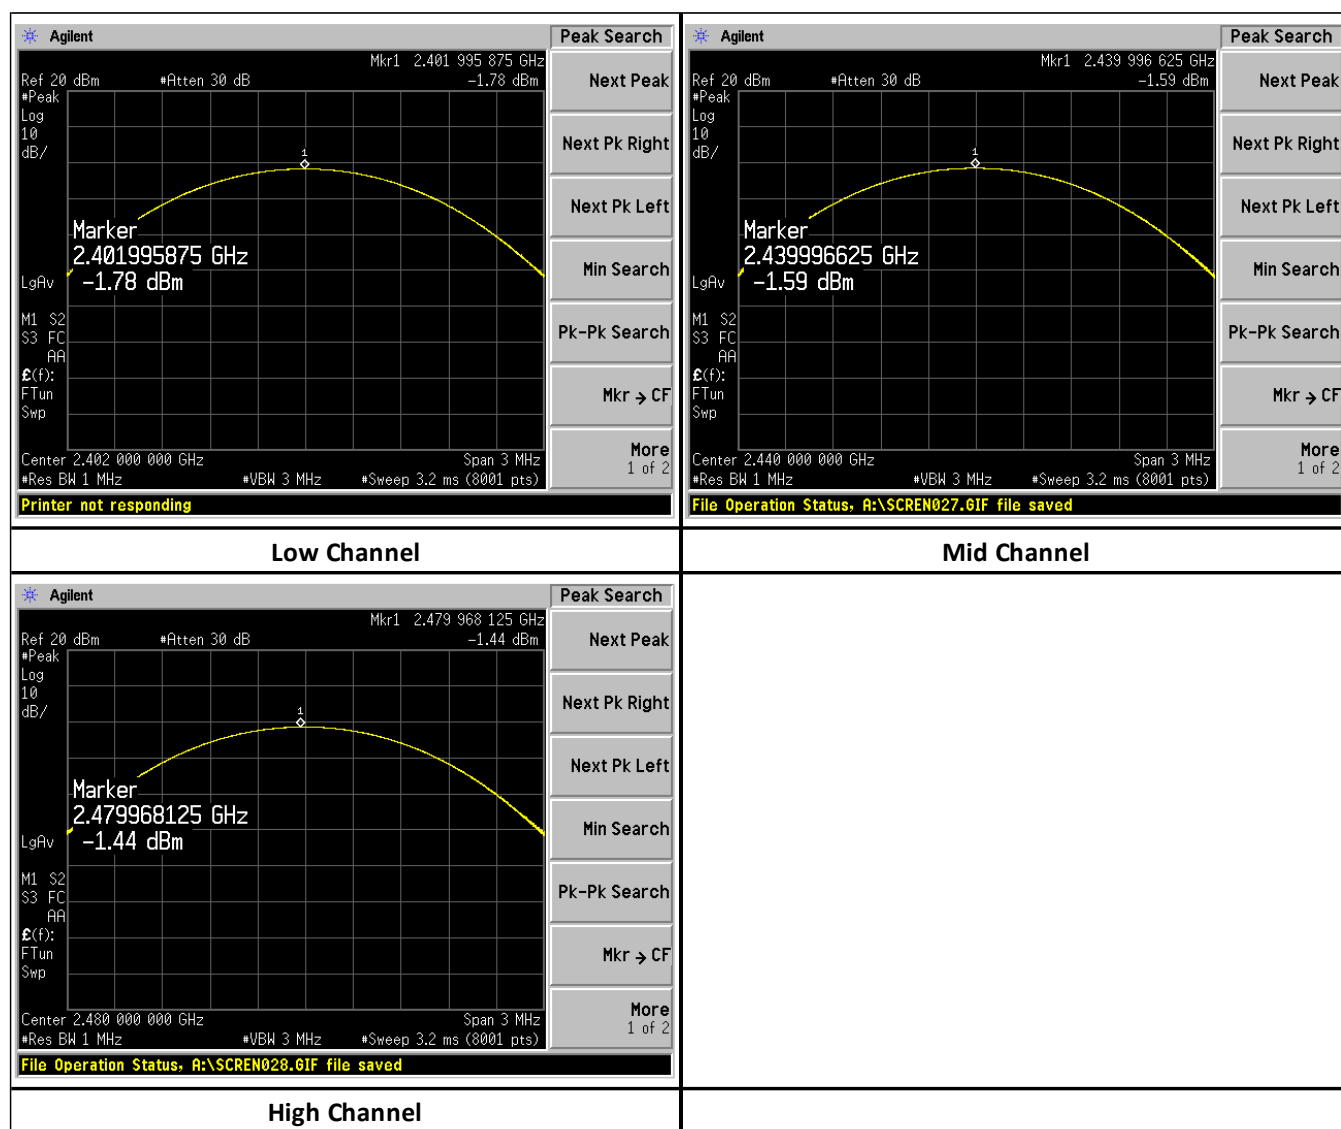 Agilent
Peak Search
Mkr1 2.401 995 875 GHz
Ref 20 dBm #Atten 30 dB -1.78 dBm
#Peak
Log
10
dB/
1
Marker
2.401995875 GHz
-1.78 dBm
LgAv
M1 S2
S3 FC
AA
£(f):
FTun
Swp
Center 2.402 000 000 GHz Span 3 MHz
#Res BW 1 MHz #VBW 3 MHz #Sweep 3.2 ms (8001 pts)
Printer not responding
Next Peak
Next Pk Right
Next Pk Left
Min Search
Pk-Pk Search
Mkr → CF
More
1 of 2
Low Channel
Agilent
Peak Search
Mkr1 2.439 996 625 GHz
Ref 20 dBm #Atten 30 dB -1.59 dBm
#Peak
Log
10
dB/
1
Marker
2.439996625 GHz
-1.59 dBm
LgAv
M1 S2
S3 FC
AA
£(f):
FTun
Swp
Center 2.440 000 000 GHz Span 3 MHz
#Res BW 1 MHz #VBW 3 MHz #Sweep 3.2 ms (8001 pts)
File Operation Status, A:\SCREN027.GIF file saved
Next Peak
Next Pk Right
Next Pk Left
Min Search
Pk-Pk Search
Mkr → CF
More
1 of 2
Mid Channel
Agilent
Peak Search
Mkr1 2.479 968 125 GHz
Ref 20 dBm #Atten 30 dB -1.44 dBm
#Peak
Log
10
dB/
1
Marker
2.479968125 GHz
-1.44 dBm
LgAv
M1 S2
S3 FC
AA
£(f):
FTun
Swp
Center 2.480 000 000 GHz Span 3 MHz
#Res BW 1 MHz #VBW 3 MHz #Sweep 3.2 ms (8001 pts)
File Operation Status, A:\SCREN028.GIF file saved
Next Peak
Next Pk Right
Next Pk Left
Min Search
Pk-Pk Search
Mkr → CF
More
1 of 2
High Channel